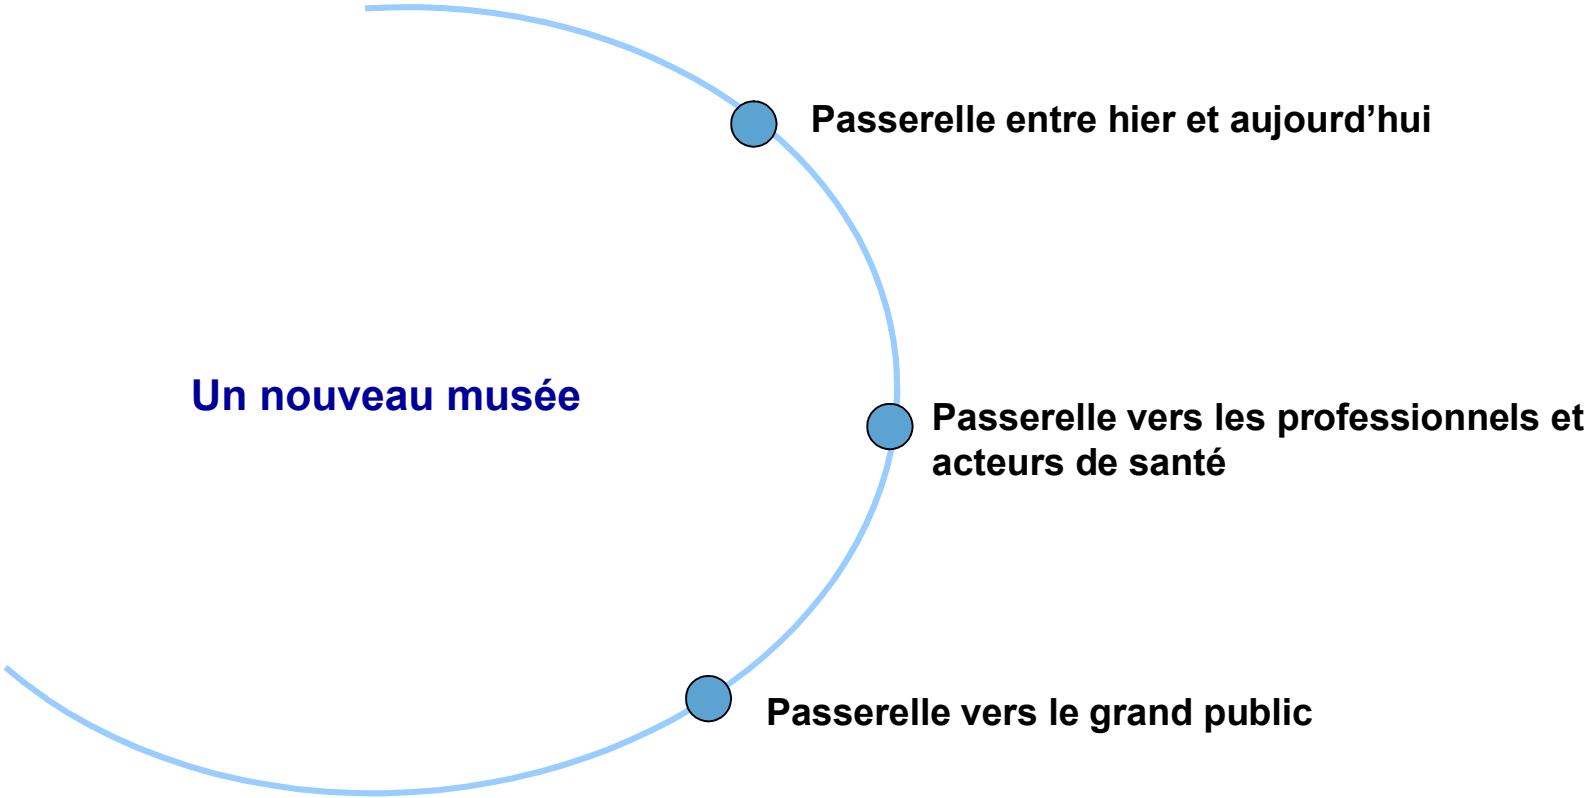 Passerelle entre hier et aujourd’hui
Un nouveau musée
Passerelle vers les professionnels et
acteurs de santé
Passerelle vers le grand public